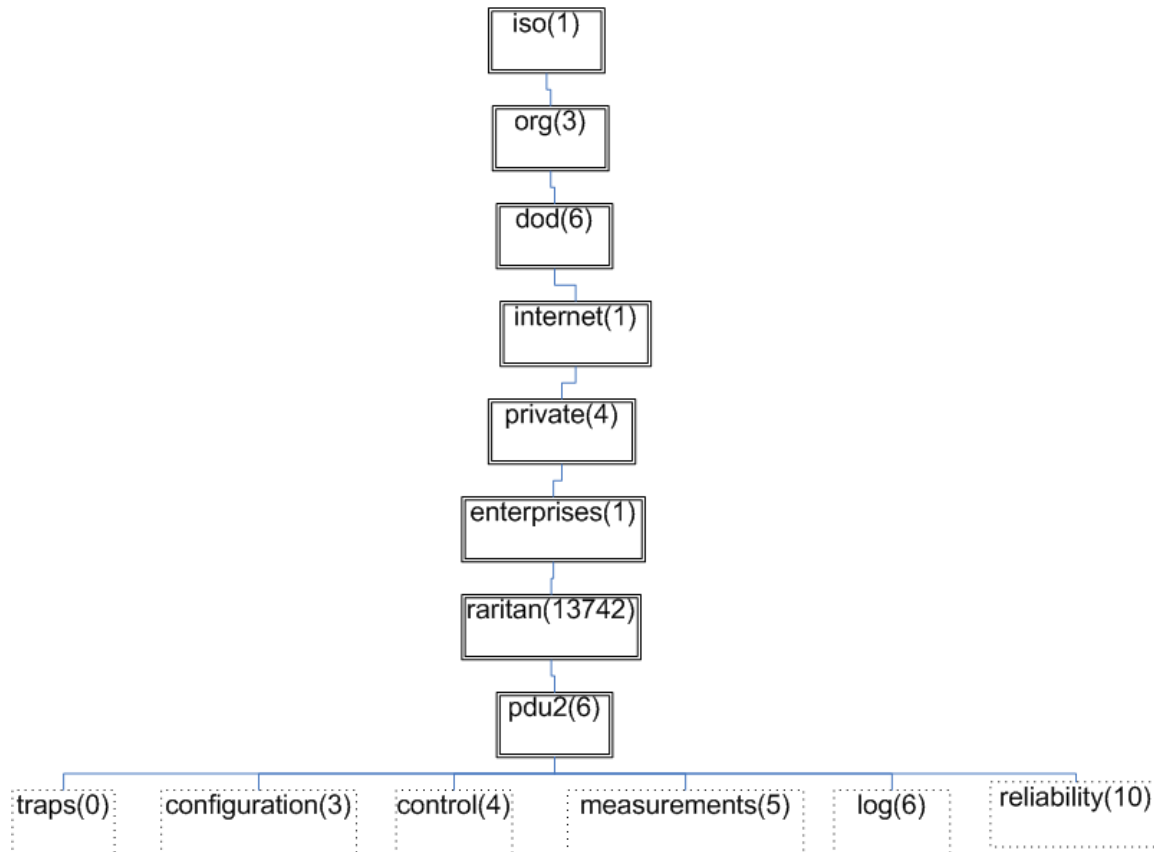 iso(1)
org(3)
dod(6)
internet(1)
private(4)
enterprises(1)
raritan(13742)
pdu2(6)
traps(0)
configuration(3)
control(4)
measurements(5)
log(6)
reliability(10)